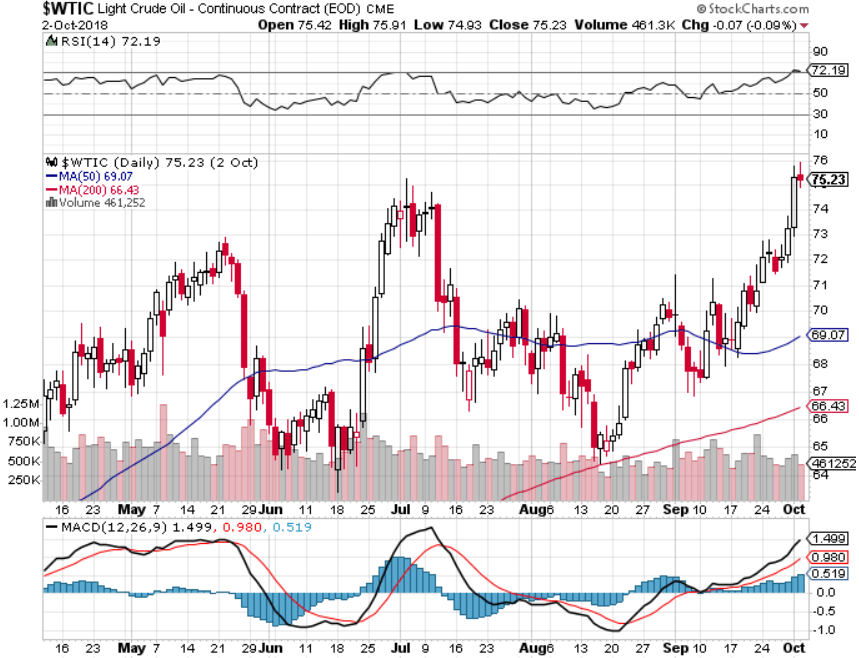 $WTIC Light Crude Oil - Continuous Contract (EOD) CME © StockCharts.com
2-Oct-2018 Open 75.42 High 75.91 Low 74.93 Close 75.23 Volume 461.3K Chg -0.07 (-0.09%)
RSI(14) 72.19
90
72.19
50
30
10
$WTIC (Daily) 75.23 (2 Oct)
MA(50) 69.07
MA(200) 66.43
Volume 461,252
76
75.23
74
73
72
71
70
69.07
68
67
66.43
66
65
461252
64
1.25M
1.00M
750K
500K
250K
16 23 May 7 14 21 29 Jun 11 18 25 Jul 9 16 23 Aug 6 13 20 27 Sep 10 17 24 Oct
MACD(12,26,9) 1.499, 0.980, 0.519
1.499
0.980
0.519
0.0
-0.5
-1.0
16 23 May 7 14 21 29 Jun 11 18 25 Jul 9 16 23 Aug 6 13 20 27 Sep 10 17 24 Oct